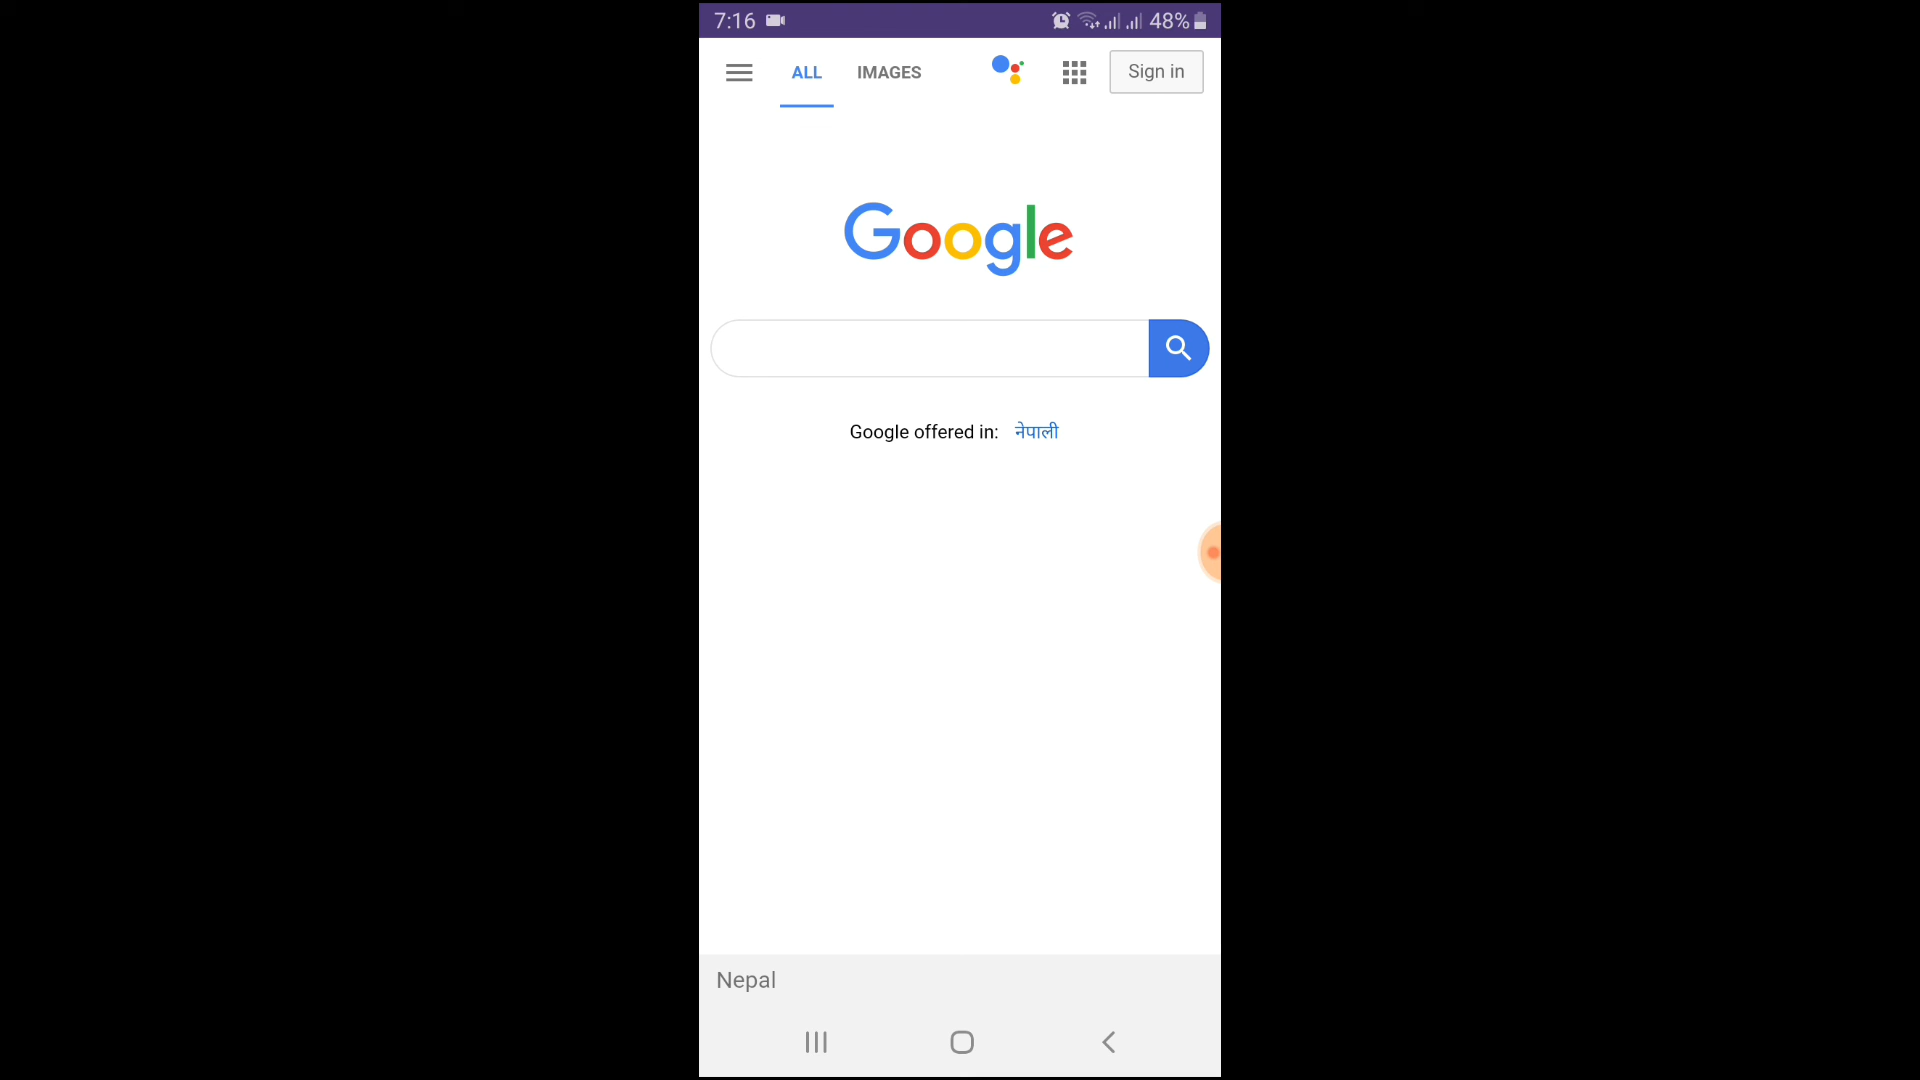 7:16 48%
ALL IMAGES Sign in
Google
Google offered in: नेपाली
Nepal